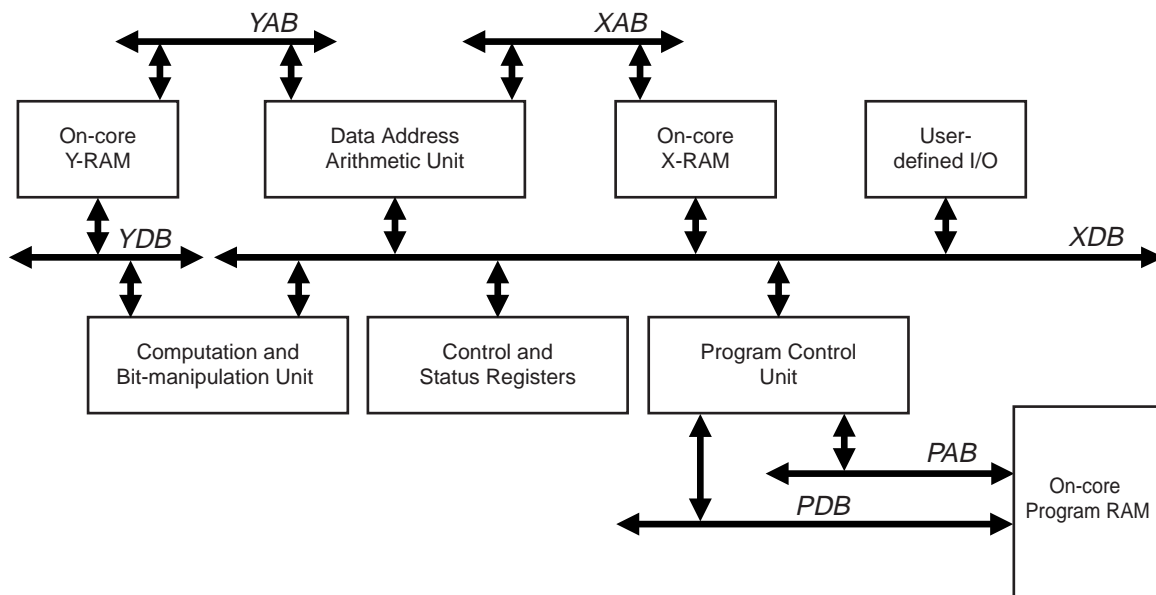 YAB
XAB
On-core
Y-RAM
Data Address
Arithmetic Unit
On-core
X-RAM
User-
defined I/O
YDB
XDB
Computation and
Bit-manipulation Unit
Control and
Status Registers
Program Control
Unit
PAB
PDB
On-core
Program RAM